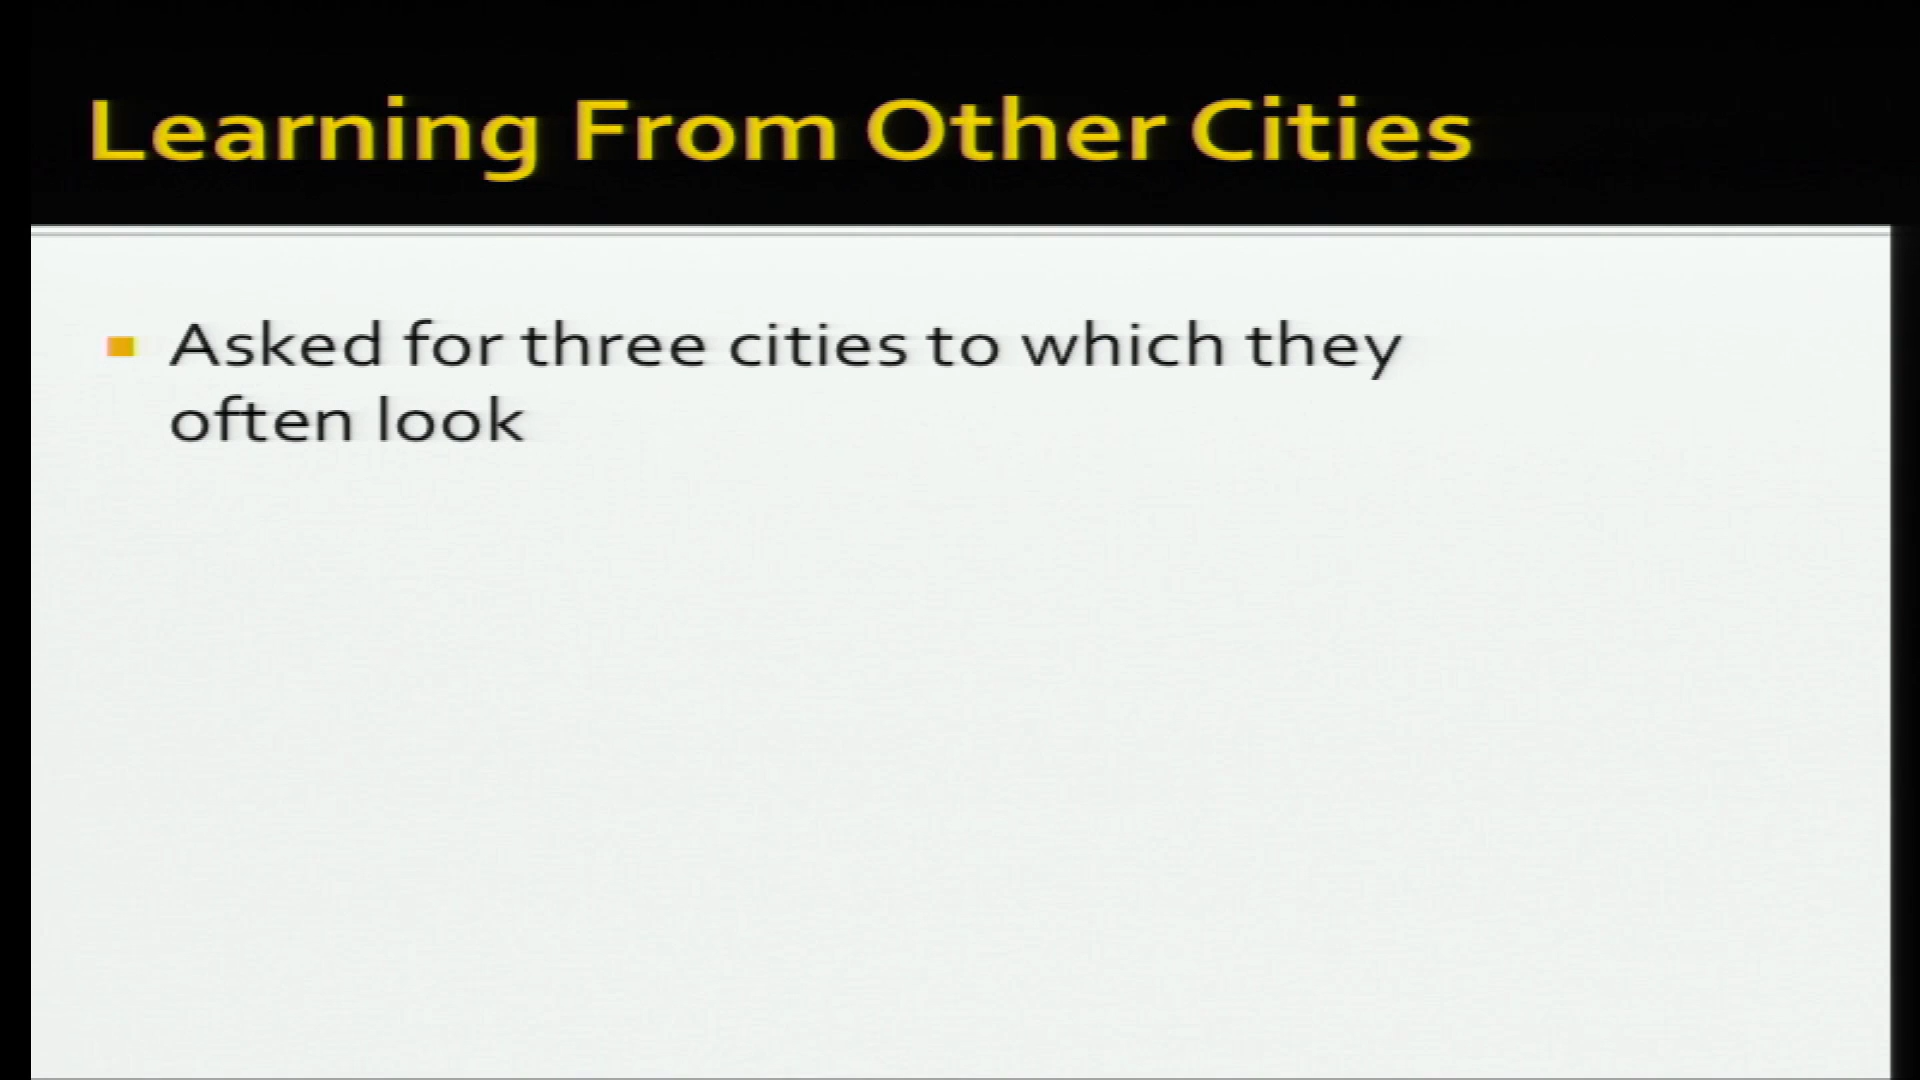 Learning From Other Cities
Asked for three cities to which they
often look